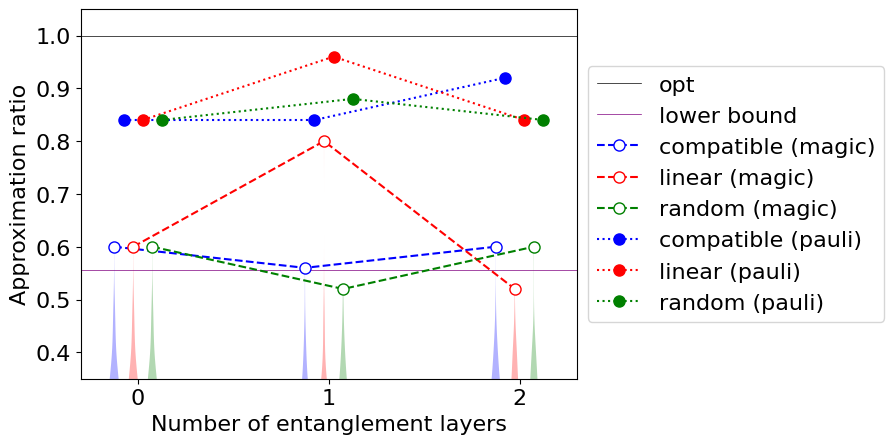 1.0
0.9
0.8
0.7
0.6
0.5
0.4
Approximation ratio
0
1
2
Number of entanglement layers
opt
lower bound
compatible (magic)
linear (magic)
random (magic)
compatible (pauli)
linear (pauli)
random (pauli)